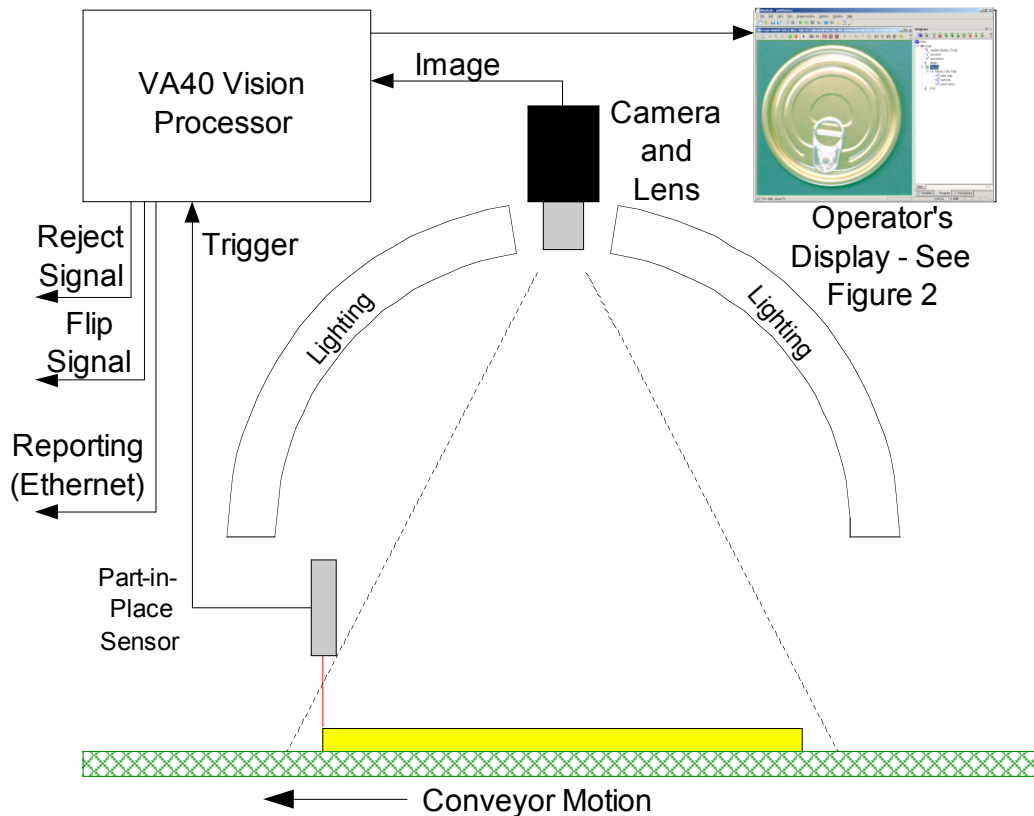 VA40 Vision
Processor
Image
Camera
and
Lens
Operator's
Display - See
Figure 2
Reject
Signal
Trigger
Flip
Signal
Reporting
(Ethernet)
Lighting
Lighting
Part-in-
Place
Sensor
Conveyor Motion